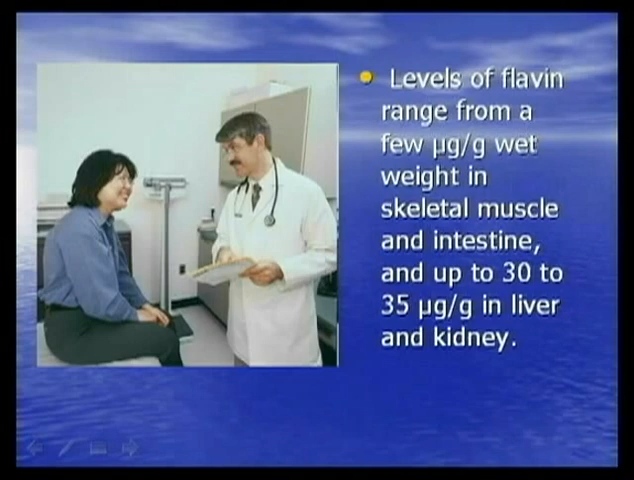 Levels of flavin
range from a
few µg/g wet
weight in
skeletal muscle
and intestine,
and up to 30 to
35 µg/g in liver
and kidney.